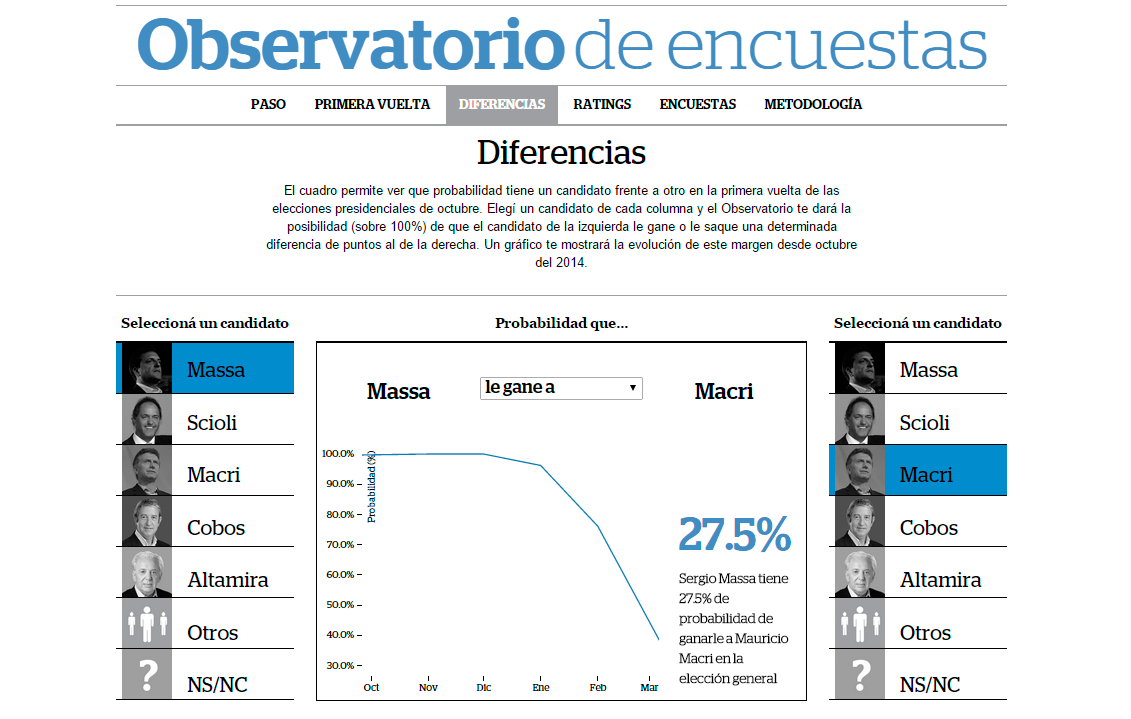 Observatorio de encuestas
PASO PRIMERA VUELTA DIFERENCIAS RATINGS ENCUESTAS METODOLOGÍA
Diferencias
El cuadro permite ver que probabilidad tiene un candidato frente a otro en la primera vuelta de las
elecciones presidenciales de octubre. Elegí un candidato de cada columna y el Observatorio te dará la
posibilidad (sobre 100%) de que el candidato de la izquierda le gane o le saque una determinada
diferencia de puntos al de la derecha. Un gráfico te mostrará la evolución de este margen desde octubre
del 2014.
Seleccioná un candidato
Massa
Scioli
Macri
Cobos
Altamira
Otros
NS/NC
Probabilidad que...
Massa le gane a Macri
Probabilidad (%)
100.0%
90.0%
80.0%
70.0%
60.0%
50.0%
40.0%
30.0%
Oct Nov Dic Ene Feb Mar
27.5%
Sergio Massa tiene
27.5% de
probabilidad de
ganarle a Mauricio
Macri en la
elección general
Seleccioná un candidato
Massa
Scioli
Macri
Cobos
Altamira
Otros
NS/NC